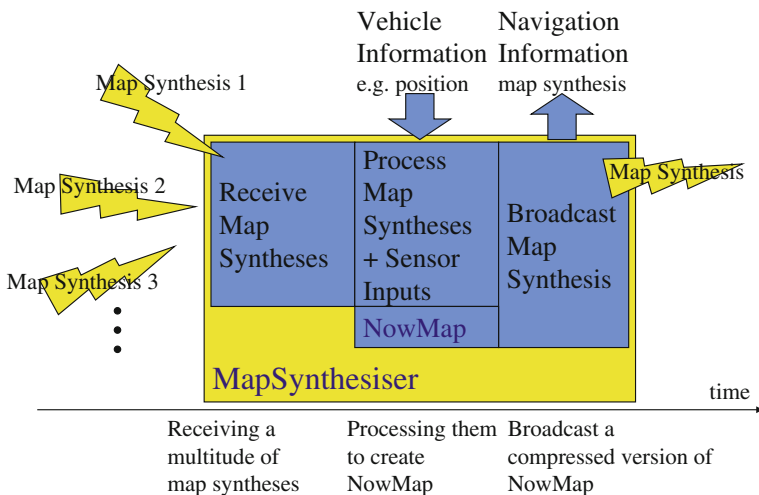 Vehicle
Information
e.g. position
Navigation
Information
map synthesis
Map Synthesis 1
Map Synthesis 2
Map Synthesis 3
Receive
Map
Syntheses
Process
Map
Syntheses
+ Sensor
Inputs
NowMap
Broadcast
Map
Synthesis
Map Synthesis
MapSynthesiser
time
Receiving a
multitude of
map syntheses
Processing them
to create
NowMap
Broadcast a
compressed version of
NowMap